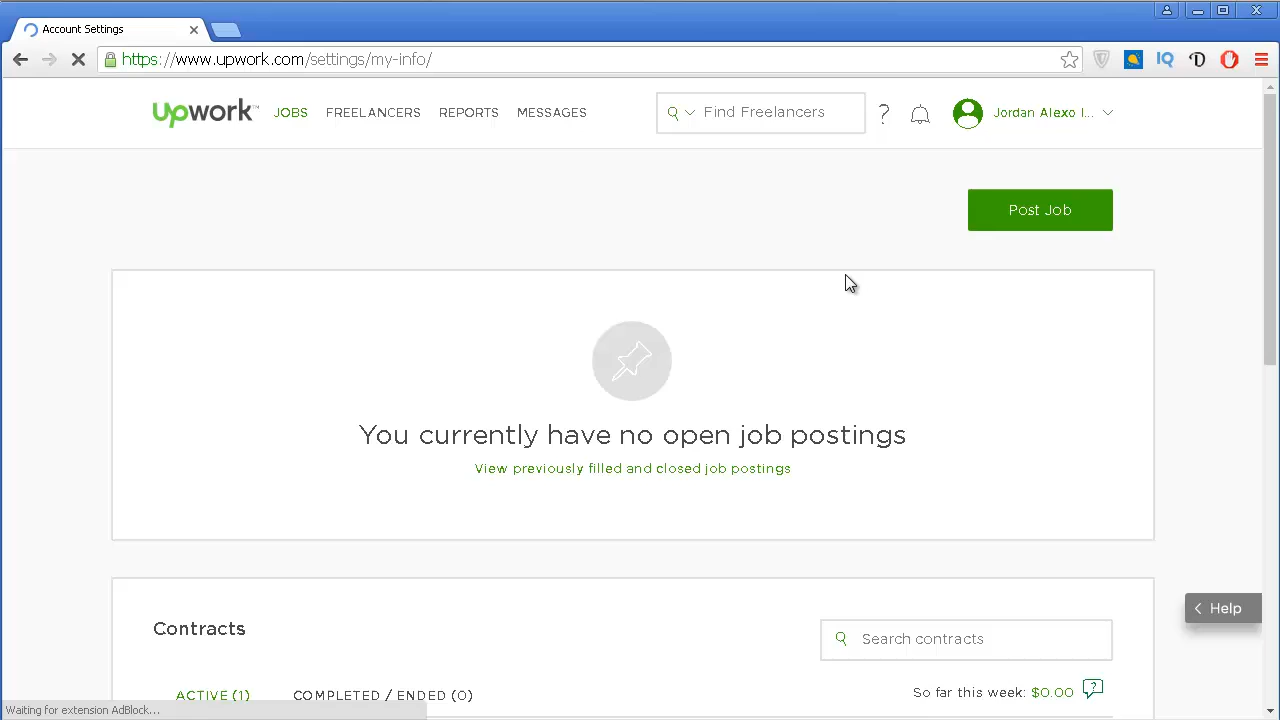 Account Settings
https://www.upwork.com/settings/my-info/
IQ
D
upwork™ JOBS FREELANCERS REPORTS MESSAGES Find Freelancers ? Jordan Alexo I...
Post Job
You currently have no open job postings
View previously filled and closed job postings
Help
Contracts
Search contracts
ACTIVE (1) COMPLETED / ENDED (0) So far this week: $0.00 ?
Waiting for extension AdBlock...